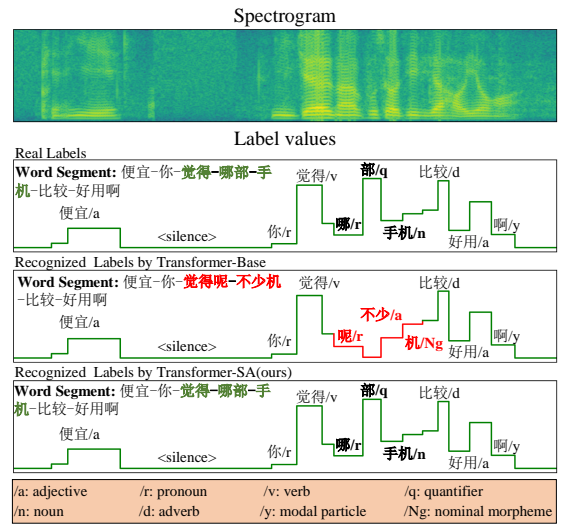 Spectrogram
Label values
Real Labels
Word Segment: 便宜-你-觉得-哪部-手
机-比较-好用啊
便宜/a
<silence>
你/r
觉得/v
哪/r
部/q
手机/n
比较/d
好用/a
啊/y
Recognized Labels by Transformer-Base
Word Segment: 便宜-你-觉得呢-不少机
-比较-好用啊
便宜/a
<silence>
你/r
觉得/v
呢/r
不少/a
机/Ng
比较/d
好用/a
啊/y
Recognized Labels by Transformer-SA(ours)
Word Segment: 便宜-你-觉得-哪部-手
机-比较-好用啊
便宜/a
<silence>
你/r
觉得/v
哪/r
部/q
手机/n
比较/d
好用/a
啊/y
/a: adjective /r: pronoun /v: verb /q: quantifier
/n: noun /d: adverb /y: modal particle /Ng: nominal morpheme